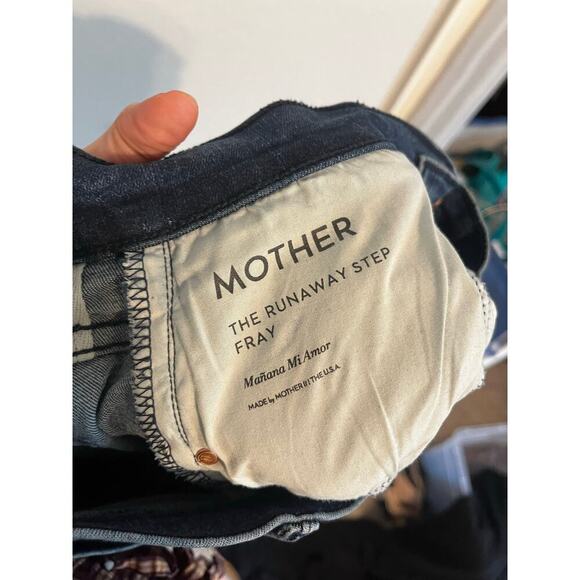 MOTHER
THE RUNAWAY STEP
FRAY
Mañana Mi Amor
MADE by MOTHER in THE U.S.A.